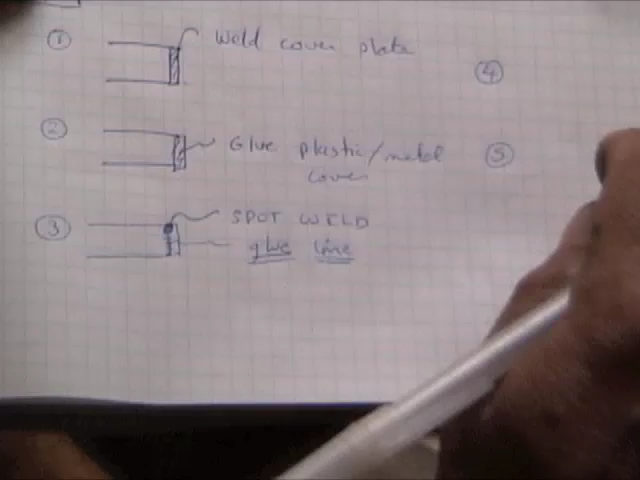 ① Weld cover plate
② Glue plastic/metal
cover
③ SPOT WELD
glue line
④
⑤